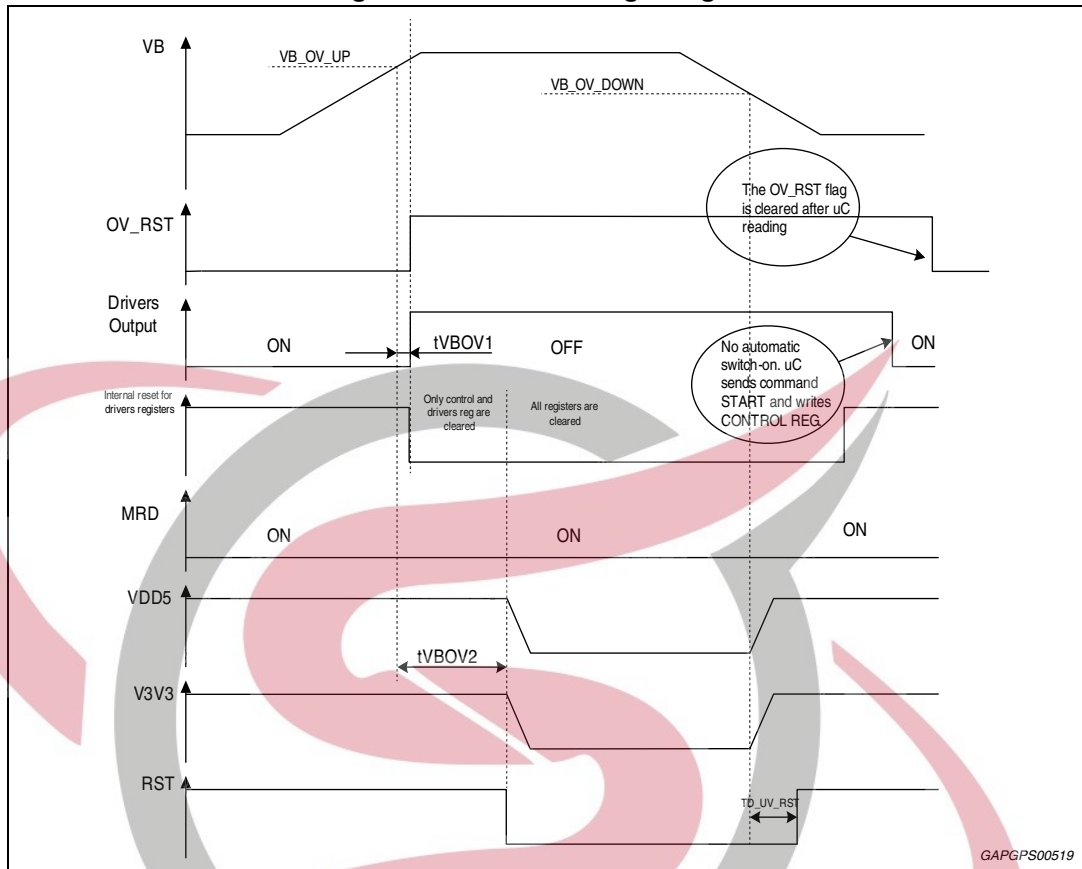 VB
VB_OV_UP
VB_OV_DOWN
The OV_RST flag
is cleared after uC
reading
OV_RST
Drivers
Output
ON
tVBOV1
OFF
No automatic
switch-on. uC
sends command
START and writes
CONTROL REG.
ON
Internal reset for
drivers registers
Only control and
drivers reg are
cleared
All registers are
cleared
MRD
ON
ON
ON
VDD5
tVBOV2
V3V3
RST
TD_UV_RST
GAPGPS00519